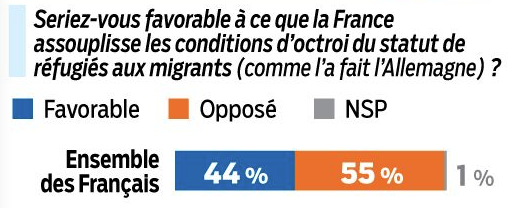 Seriez-vous favorable à ce que la France
assouplisse les conditions d'octroi du statut de
réfugiés aux migrants (comme l'a fait l'Allemagne) ?
Favorable Opposé NSP
Ensemble
des Français
44 % 55 % 1 %